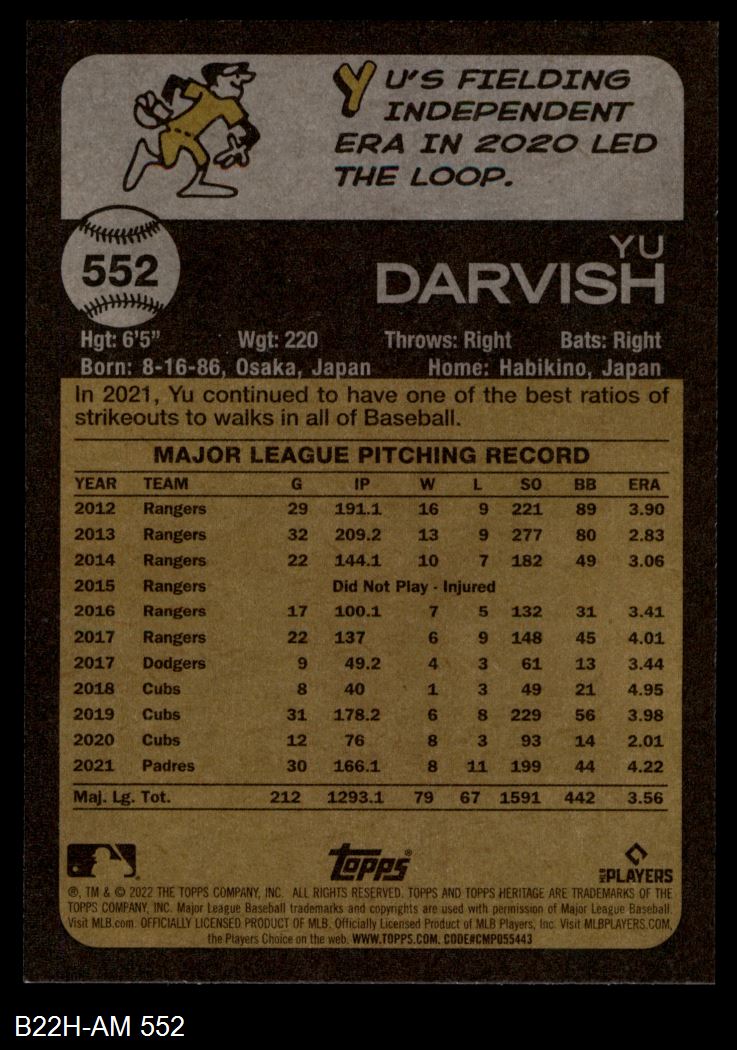 YU'S FIELDING
INDEPENDENT
ERA IN 2020 LED
THE LOOP.
552
YU
DARVISH
Hgt: 6'5" Wgt: 220 Throws: Right Bats: Right
Born: 8-16-86, Osaka, Japan Home: Habikino, Japan
In 2021, Yu continued to have one of the best ratios of
strikeouts to walks in all of Baseball.
MAJOR LEAGUE PITCHING RECORD
YEAR TEAM G IP W L SO BB ERA
2012 Rangers 29 191.1 16 9 221 89 3.90
2013 Rangers 32 209.2 13 9 277 80 2.83
2014 Rangers 22 144.1 10 7 182 49 3.06
2015 Rangers Did Not Play - Injured
2016 Rangers 17 100.1 7 5 132 31 3.41
2017 Rangers 22 137 6 9 148 45 4.01
2017 Dodgers 9 49.2 4 3 61 13 3.44
2018 Cubs 8 40 1 3 49 21 4.95
2019 Cubs 31 178.2 6 8 229 56 3.98
2020 Cubs 12 76 8 3 93 14 2.01
2021 Padres 30 166.1 8 11 199 44 4.22
Maj. Lg. Tot. 212 1293.1 79 67 1591 442 3.56
Topps® MLB PLAYERS
®, TM & © 2022 THE TOPPS COMPANY, INC. ALL RIGHTS RESERVED. TOPPS AND TOPPS HERITAGE ARE TRADEMARKS OF THE
TOPPS COMPANY, INC. Major League Baseball trademarks and copyrights are used with permission of Major League Baseball.
Visit MLB.com. OFFICIALLY LICENSED PRODUCT OF MLB. Officially Licensed Product of MLB Players, Inc. Visit MLBPLAYERS.COM,
the Players Choice on the web. WWW.TOPPS.COM. CODE#CMP055443
B22H-AM 552